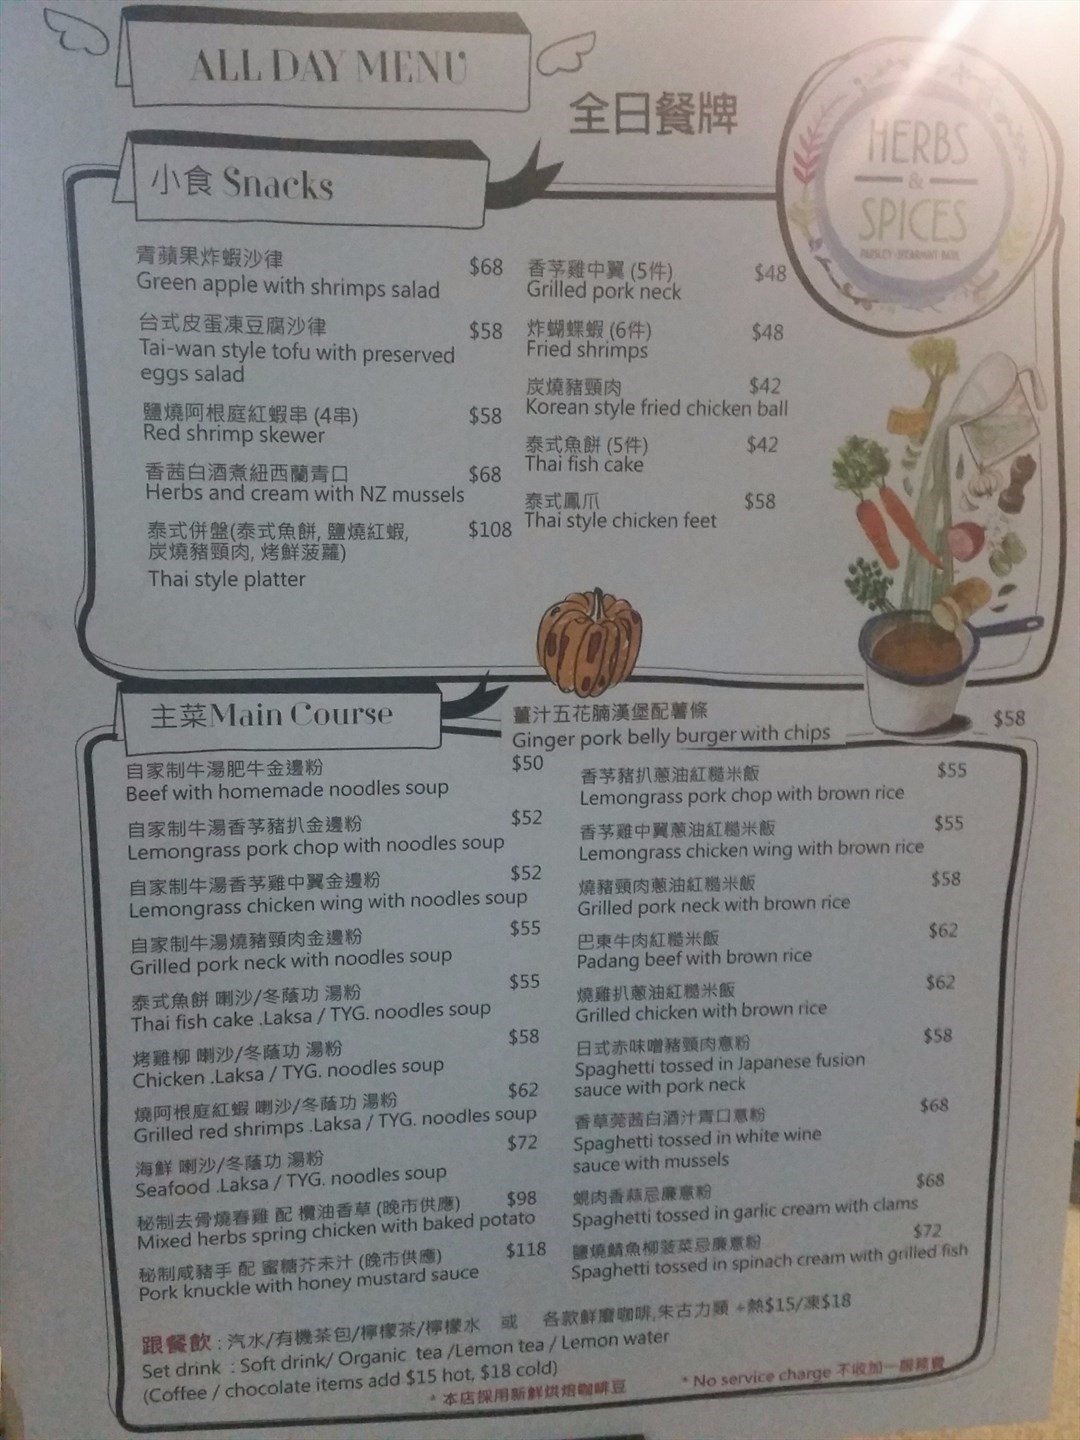 ALL DAY MENU
全日餐牌
HERBS
&
SPICES
PARSLEY · SPEARMINT · BASIL
小食 Snacks
青蘋果炸蝦沙律 $68
Green apple with shrimps salad
台式皮蛋凍豆腐沙律 $58
Tai-wan style tofu with preserved
eggs salad
鹽燒阿根庭紅蝦串 (4串) $58
Red shrimp skewer
香茜白酒煮紐西蘭青口 $68
Herbs and cream with NZ mussels
泰式併盤(泰式魚餅, 鹽燒紅蝦, $108
炭燒豬頸肉, 烤鮮菠蘿)
Thai style platter
香芧雞中翼 (5件) $48
Grilled pork neck
炸蝴蝶蝦 (6件) $48
Fried shrimps
炭燒豬頸肉 $42
Korean style fried chicken ball
泰式魚餅 (5件) $42
Thai fish cake
泰式鳳爪 $58
Thai style chicken feet
主菜Main Course
薑汁五花腩漢堡配薯條 $58
Ginger pork belly burger with chips
自家制牛湯肥牛金邊粉 $50
Beef with homemade noodles soup
自家制牛湯香芧豬扒金邊粉 $52
Lemongrass pork chop with noodles soup
自家制牛湯香芧雞中翼金邊粉 $52
Lemongrass chicken wing with noodles soup
自家制牛湯燒豬頸肉金邊粉 $55
Grilled pork neck with noodles soup
泰式魚餅 喇沙/冬蔭功 湯粉 $55
Thai fish cake .Laksa / TYG. noodles soup
烤雞柳 喇沙/冬蔭功 湯粉 $58
Chicken .Laksa / TYG. noodles soup
燒阿根庭紅蝦 喇沙/冬蔭功 湯粉 $62
Grilled red shrimps .Laksa / TYG. noodles soup
海鮮 喇沙/冬蔭功 湯粉 $72
Seafood .Laksa / TYG. noodles soup
秘制去骨燒春雞 配 欖油香草 (晚市供應) $98
Mixed herbs spring chicken with baked potato
秘制咸豬手 配 蜜糖芥未汁 (晚市供應) $118
Pork knuckle with honey mustard sauce
香芧豬扒蔥油紅糙米飯 $55
Lemongrass pork chop with brown rice
香芧雞中翼蔥油紅糙米飯 $55
Lemongrass chicken wing with brown rice
燒豬頸肉蔥油紅糙米飯 $58
Grilled pork neck with brown rice
巴東牛肉紅糙米飯 $62
Padang beef with brown rice
燒雞扒蔥油紅糙米飯 $62
Grilled chicken with brown rice
日式赤味噌豬頸肉意粉 $58
Spaghetti tossed in Japanese fusion
sauce with pork neck
香草莞茜白酒汁青口意粉 $68
Spaghetti tossed in white wine
sauce with mussels
蜆肉香蒜忌廉意粉 $68
Spaghetti tossed in garlic cream with clams
鹽燒鯖魚柳菠菜忌廉意粉 $72
Spaghetti tossed in spinach cream with grilled fish
跟餐飲 : 汽水/有機茶包/檸檬茶/檸檬水 或 各款鮮磨咖啡,朱古力類 +熱$15/凍$18
Set drink : Soft drink/ Organic tea /Lemon tea / Lemon water
(Coffee / chocolate items add $15 hot, $18 cold)
* 本店採用新鮮烘焙咖啡豆 * No service charge 不收加一服務費